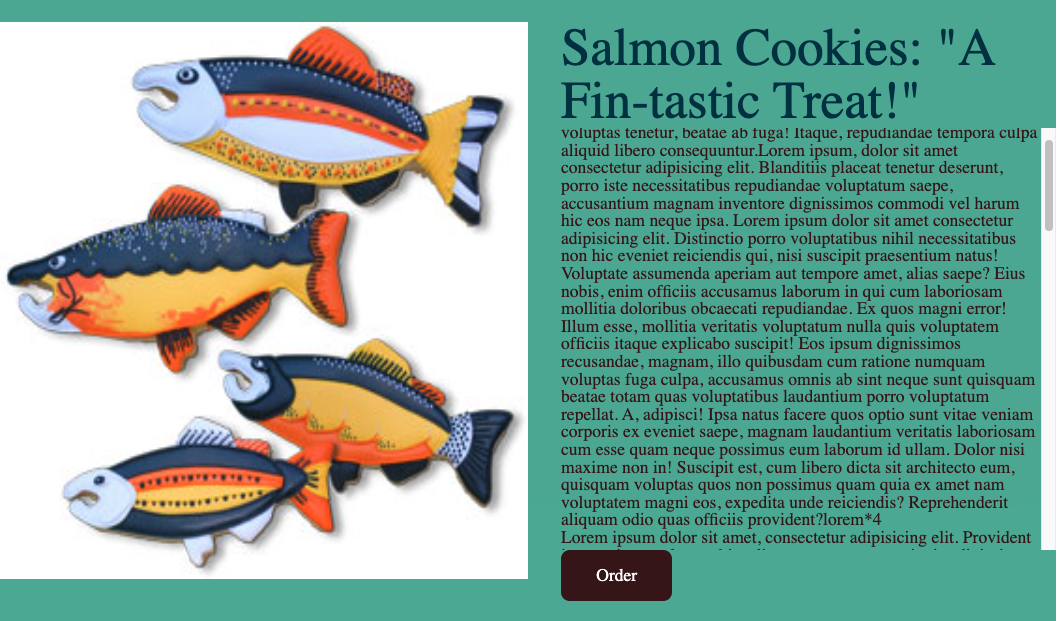 Salmon Cookies: "A
Fin-tastic Treat!"
voluptas tenetur, beatae ab fuga! Itaque, repudiandae tempora culpa
aliquid libero consequuntur.Lorem ipsum, dolor sit amet
consectetur adipisicing elit. Blanditiis placeat tenetur deserunt,
porro iste necessitatibus repudiandae voluptatum saepe,
accusantium magnam inventore dignissimos commodi vel harum
hic eos nam neque ipsa. Lorem ipsum dolor sit amet consectetur
adipisicing elit. Distinctio porro voluptatibus nihil necessitatibus
non hic eveniet reiciendis qui, nisi suscipit praesentium natus!
Voluptate assumenda aperiam aut tempore amet, alias saepe? Eius
nobis, enim officiis accusamus laborum in qui cum laboriosam
mollitia doloribus obcaecati repudiandae. Ex quos magni error!
Illum esse, mollitia veritatis voluptatum nulla quis voluptatem
officiis itaque explicabo suscipit! Eos ipsum dignissimos
recusandae, magnam, illo quibusdam cum ratione numquam
voluptas fuga culpa, accusamus omnis ab sint neque sunt quisquam
beatae totam quas voluptatibus laudantium porro voluptatum
repellat. A, adipisci! Ipsa natus facere quos optio sunt vitae veniam
corporis ex eveniet saepe, magnam laudantium veritatis laboriosam
cum esse quam neque possimus eum laborum id ullam. Dolor nisi
maxime non in! Suscipit est, cum libero dicta sit architecto eum,
quisquam voluptas quos non possimus quam quia ex amet nam
voluptatem magni eos, expedita unde reiciendis? Reprehenderit
aliquam odio quas officiis provident?lorem*4
Lorem ipsum dolor sit amet, consectetur adipisicing elit. Provident
Order